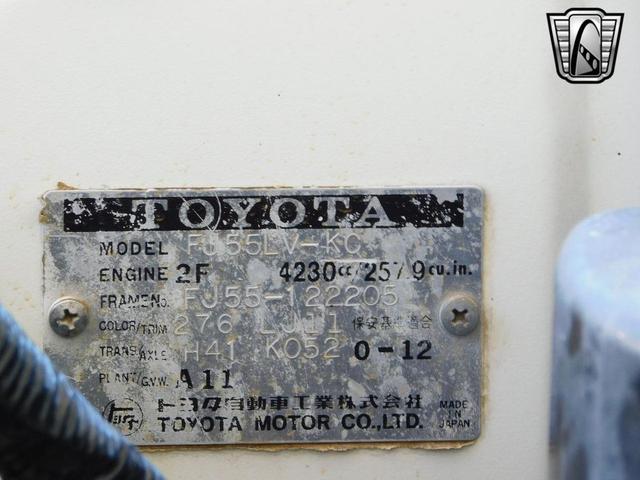 TOYOTA
MODEL FJ55LV-KC
ENGINE 2F 4230cc/257.9cu.in.
FRAME No. FJ55-122205
COLOR/TRIM 276 LJ11 保安基準適合
TRANS/AXLE H41 K052 0-12
PLANT/G.V.W. A11
トヨタ自動車工業株式会社
TOYOTA MOTOR CO.,LTD.
MADE IN JAPAN